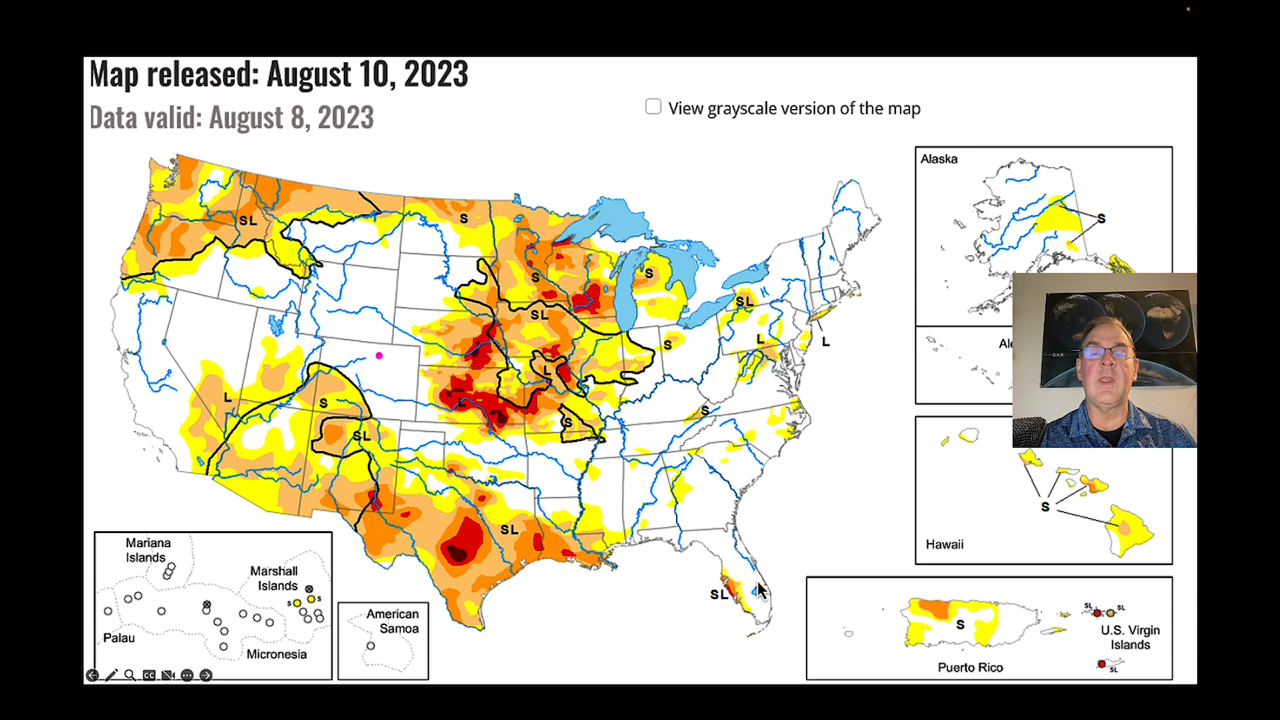 Map released: August 10, 2023
Data valid: August 8, 2023
View grayscale version of the map
Alaska
S
SL
S
S
S
SL
SL
L
L
S
L
L
S
S
S
SL
SL
SL
S
Hawaii
Mariana
Islands
Marshall
Islands
S
S
Palau
Micronesia
American
Samoa
S
SL
SL
U.S. Virgin
Islands
SL
Puerto Rico
CC